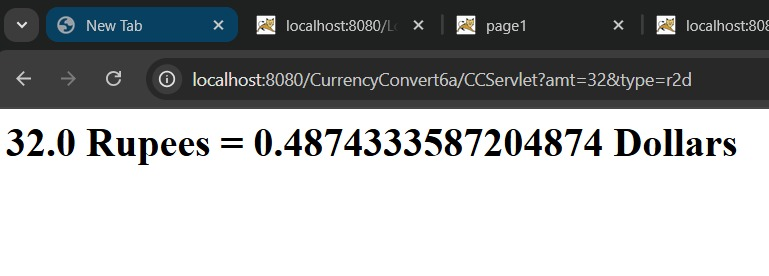 New Tab
localhost:8080/L
page1
localhost:808
localhost:8080/CurrencyConvert6a/CCServlet?amt=32&type=r2d
32.0 Rupees = 0.4874333587204874 Dollars